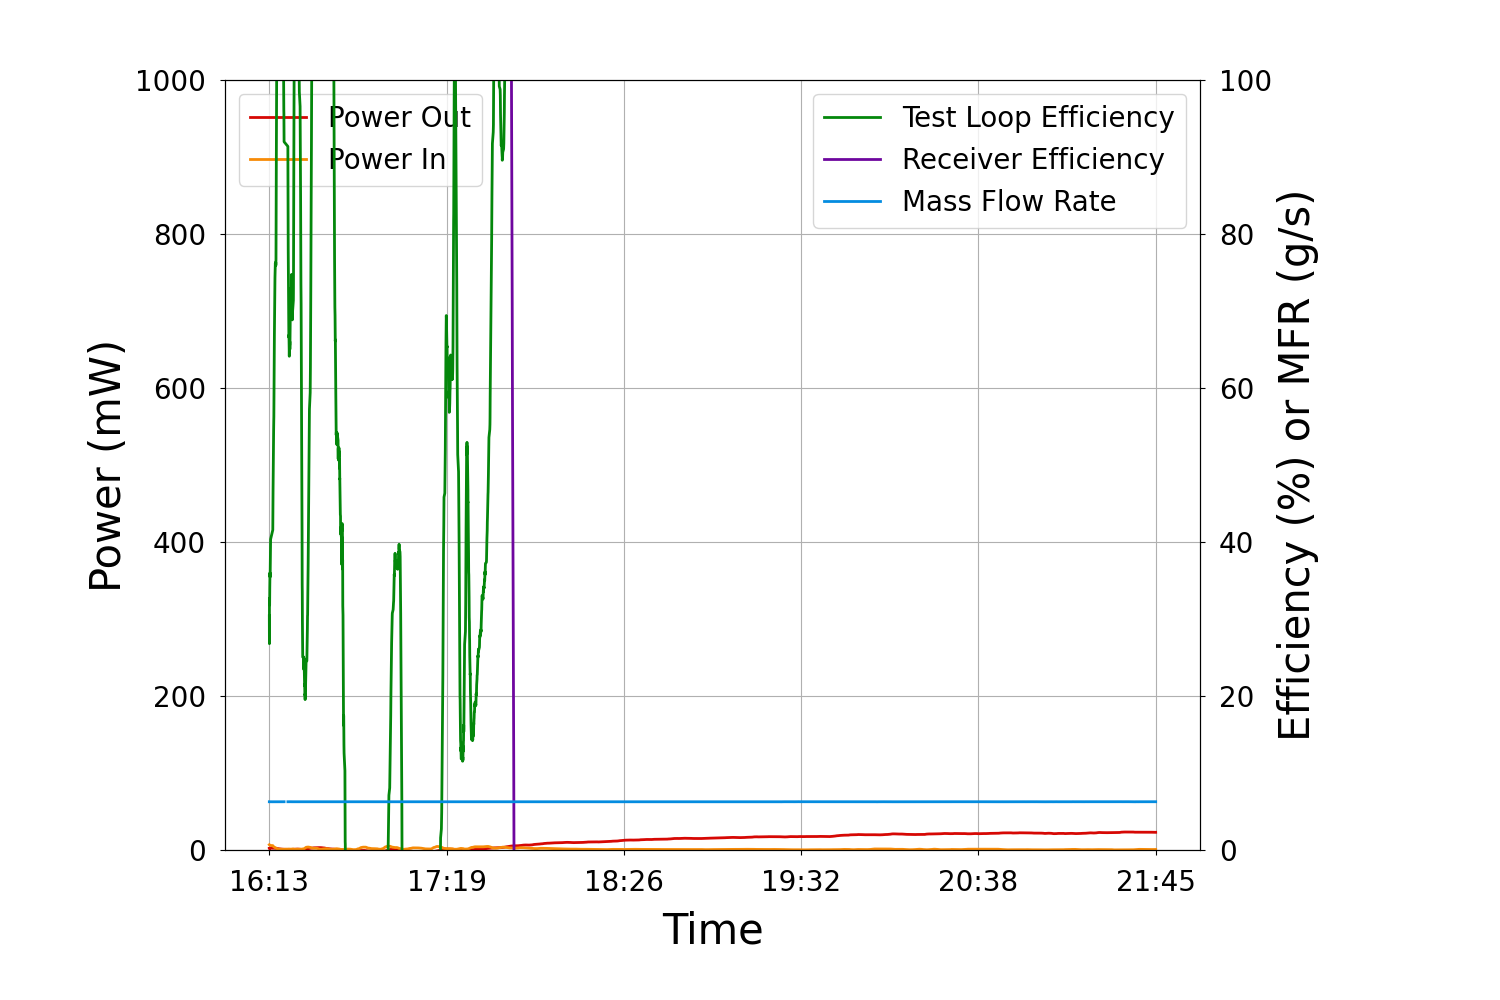 1000
800
600
400
200
0
Power (mW)
Power Out
Power In
Test Loop Efficiency
Receiver Efficiency
Mass Flow Rate
100
80
60
40
20
0
Efficiency (%) or MFR (g/s)
16:13 17:19 18:26 19:32 20:38 21:45
Time